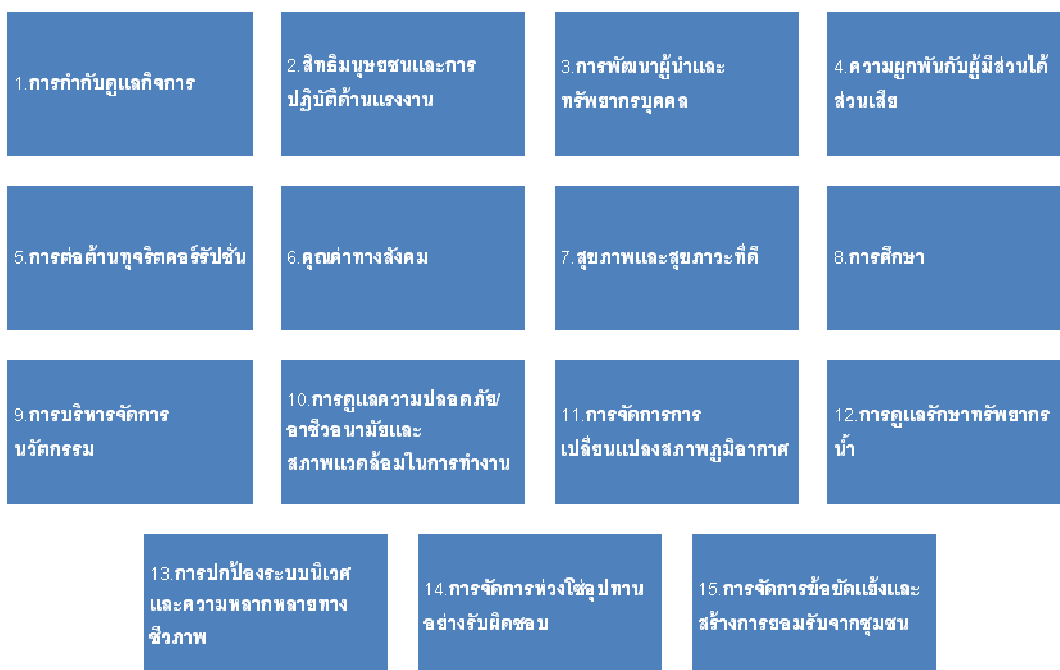 1.การกำกับดูแลกิจการ
2.สิทธิมนุษยชนและการ
ปฏิบัติด้านแรงงาน
3.การพัฒนาผู้นำและ
ทรัพยากรบุคคล
4.ความผูกพันกับผู้มีส่วนได้
ส่วนเสีย
5.การต่อต้านทุจริตคอร์รัปชั่น
6.คุณค่าทางสังคม
7.สุขภาพและสุขภาวะที่ดี
8.การศึกษา
9.การบริหารจัดการ
นวัตกรรม
10.การดูแลความปลอดภัย/
อาชีวอนามัยและ
สภาพแวดล้อมในการทำงาน
11.การจัดการการ
เปลี่ยนแปลงสภาพภูมิอากาศ
12.การดูแลรักษาทรัพยากร
น้ำ
13.การปกป้องระบบนิเวศ
และความหลากหลายทาง
ชีวภาพ
14.การจัดการห่วงโซ่อุปทาน
อย่างรับผิดชอบ
15.การจัดการข้อขัดแย้งและ
สร้างการยอมรับจากชุมชน